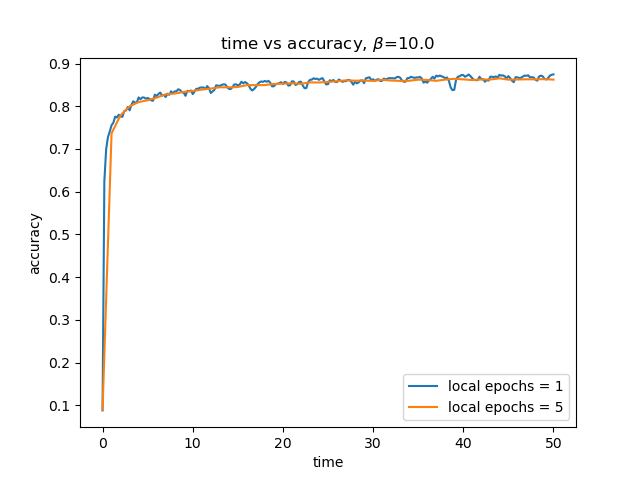 time vs accuracy, β=10.0
0.9
0.8
0.7
0.6
0.5
0.4
0.3
0.2
0.1
accuracy
0 10 20 30 40 50
time
local epochs = 1
local epochs = 5